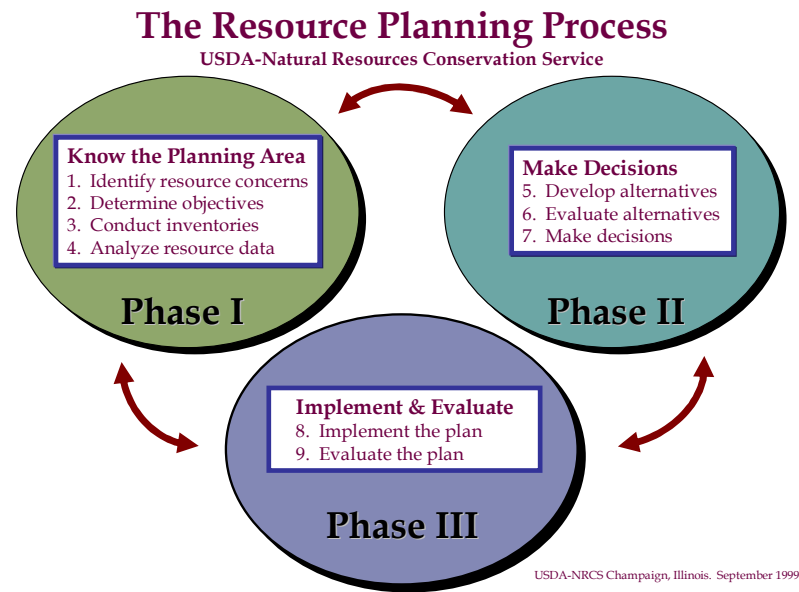 The Resource Planning Process
USDA-Natural Resources Conservation Service
Know the Planning Area
1. Identify resource concerns
2. Determine objectives
3. Conduct inventories
4. Analyze resource data
Phase I
Make Decisions
5. Develop alternatives
6. Evaluate alternatives
7. Make decisions
Phase II
Implement & Evaluate
8. Implement the plan
9. Evaluate the plan
Phase III
USDA-NRCS Champaign, Illinois. September 1999